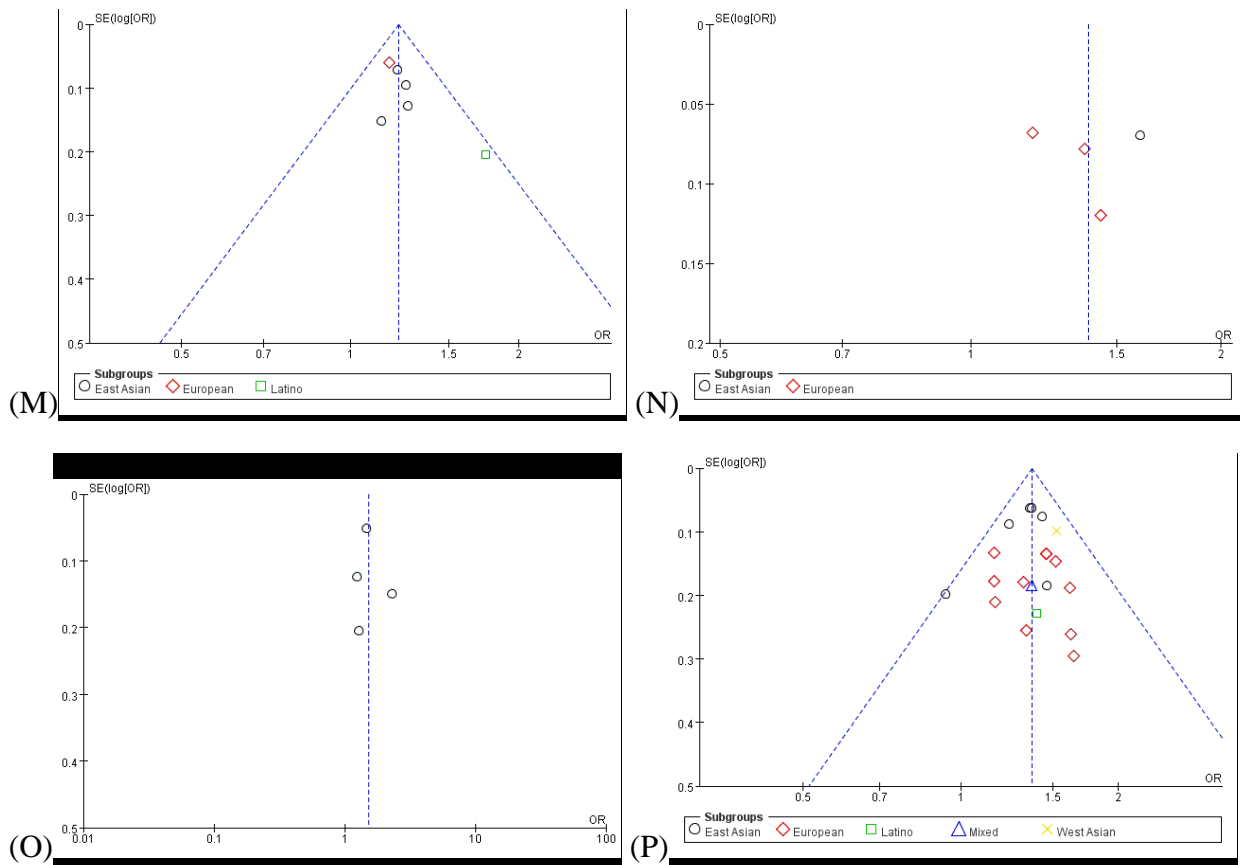 SE(log[OR])
0
0.1
0.2
0.3
0.4
0.5
0.5 0.7 1 1.5 2
OR
Subgroups
East Asian European Latino
(M)
SE(log[OR])
0
0.05
0.1
0.15
0.2
0.5 0.7 1 1.5 2
OR
Subgroups
East Asian European
(N)
SE(log[OR])
0
0.1
0.2
0.3
0.4
0.5
0.01 0.1 1 10 100
OR
(O)
SE(log[OR])
0
0.1
0.2
0.3
0.4
0.5
0.5 0.7 1 1.5 2
OR
Subgroups
East Asian European Latino Mixed West Asian
(P)